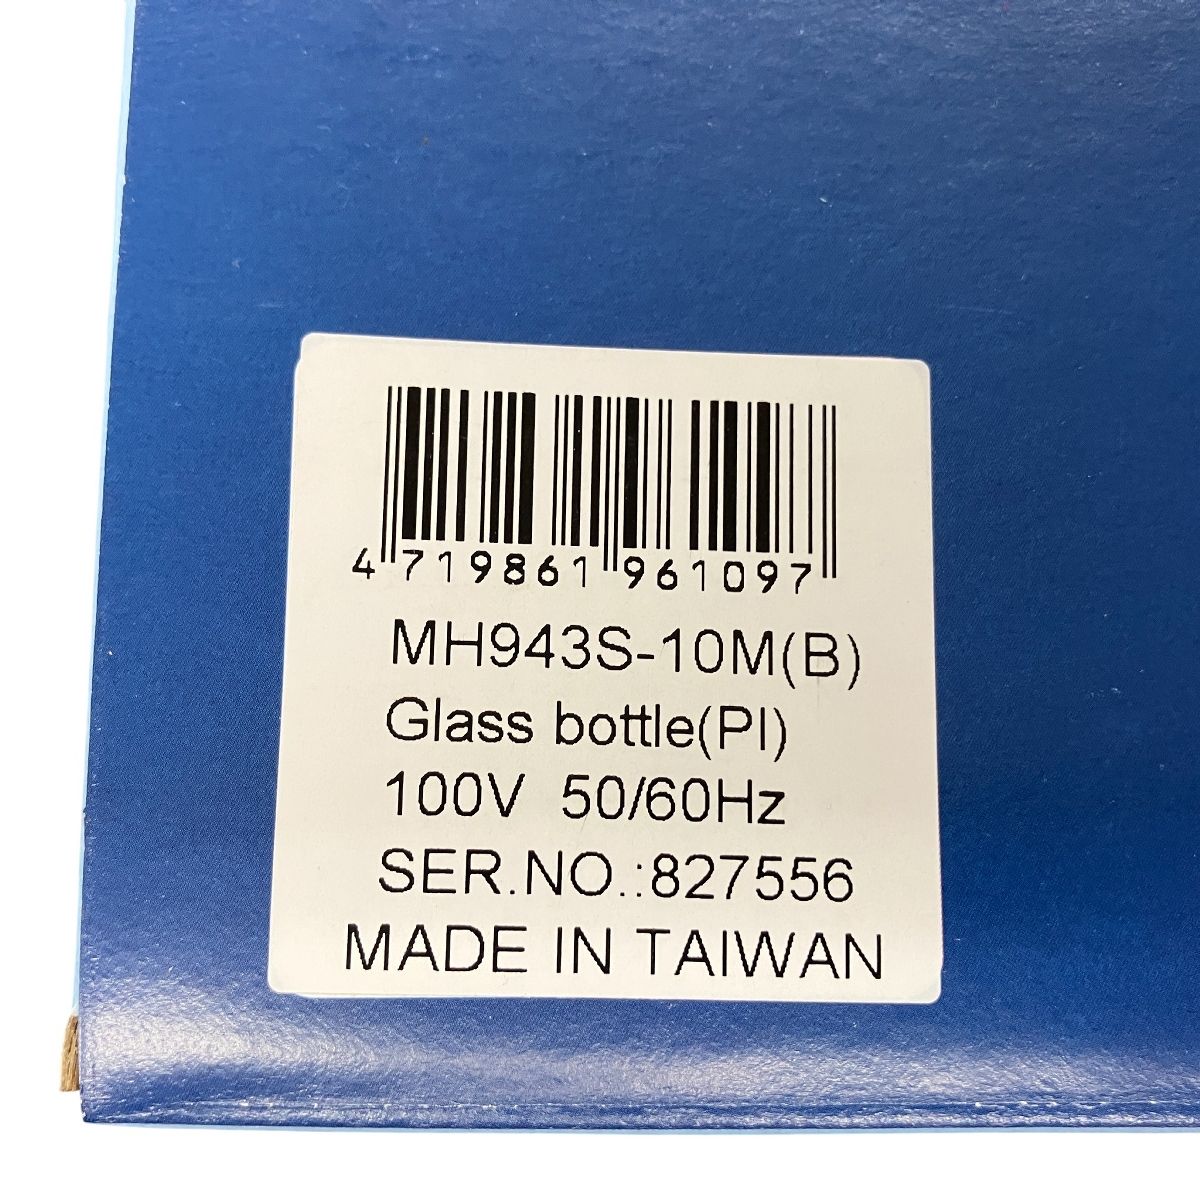 4 719861 961097
MH943S-10M(B)
Glass bottle(PI)
100V 50/60Hz
SER.NO.:827556
MADE IN TAIWAN